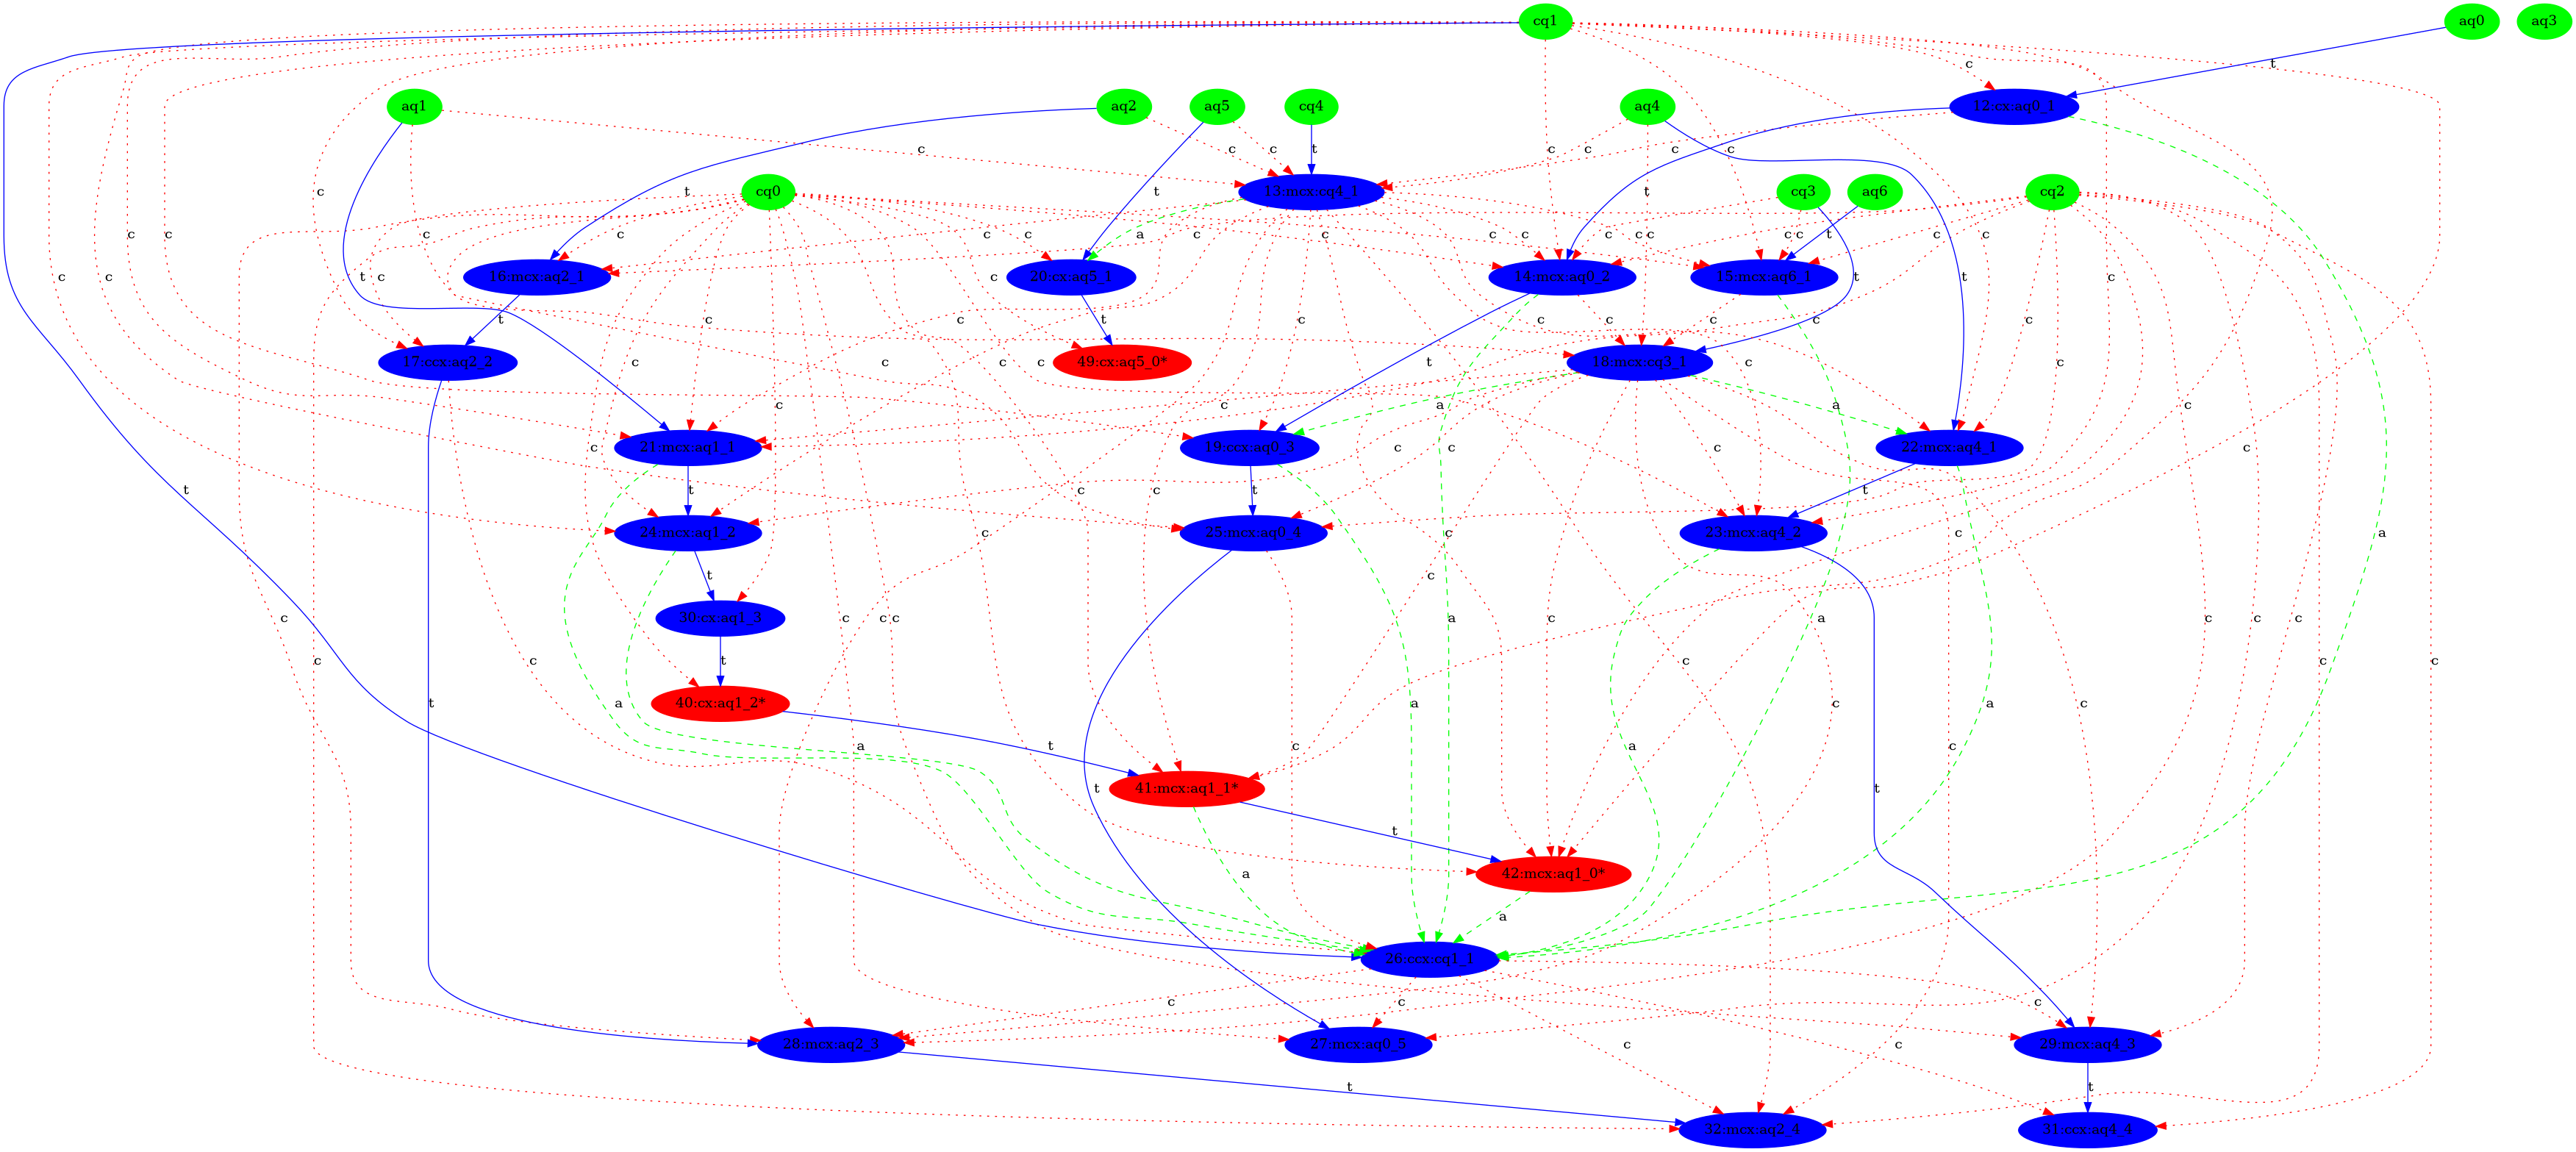 cq1 aq0 aq3
aq1 aq2 aq5 cq4 aq4 12:cx:aq0_1
cq0 13:mcx:cq4_1 cq3 aq6 cq2
16:mcx:aq2_1 20:cx:aq5_1 14:mcx:aq0_2 15:mcx:aq6_1
17:ccx:aq2_2 49:cx:aq5_0* 18:mcx:cq3_1
21:mcx:aq1_1 19:ccx:aq0_3 22:mcx:aq4_1
24:mcx:aq1_2 25:mcx:aq0_4 23:mcx:aq4_2
30:cx:aq1_3
40:cx:aq1_2*
41:mcx:aq1_1*
42:mcx:aq1_0*
26:ccx:cq1_1
28:mcx:aq2_3 27:mcx:aq0_5 29:mcx:aq4_3
32:mcx:aq2_4 31:ccx:aq4_4